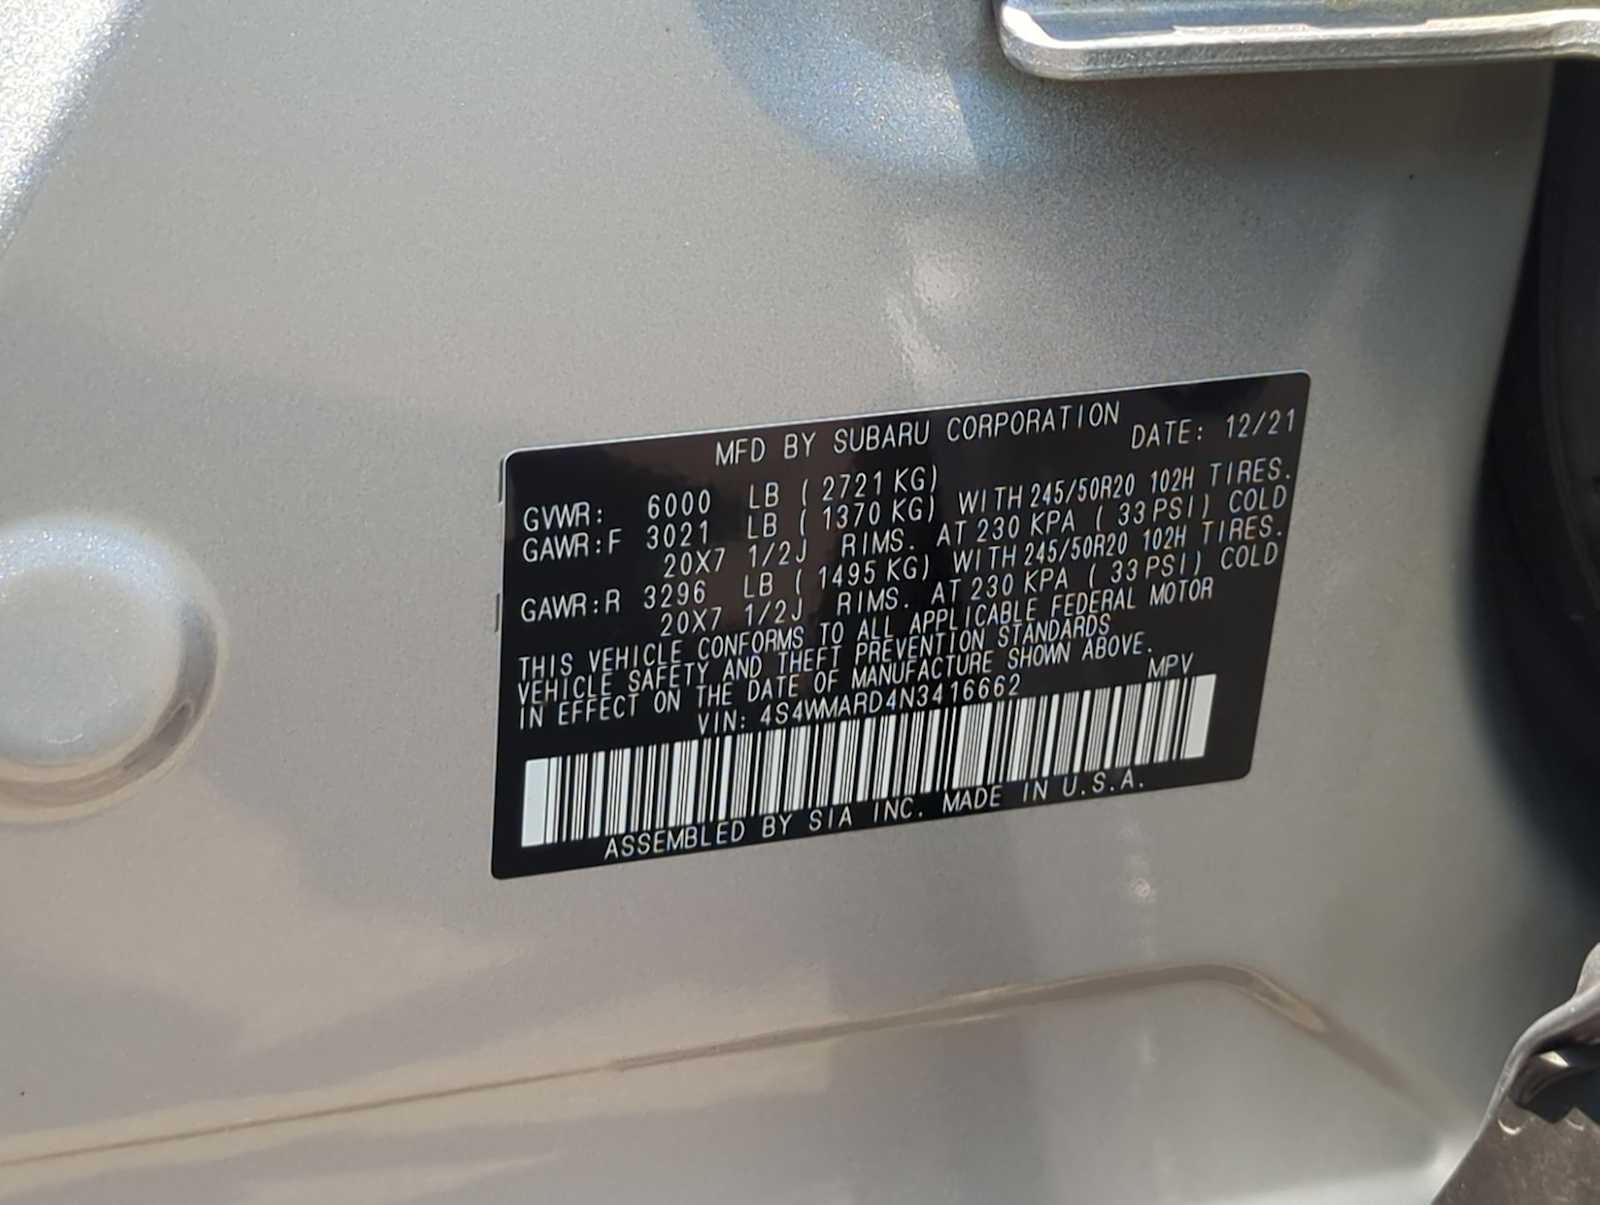 MFD BY SUBARU CORPORATION DATE: 12/21
GVWR: 6000 LB ( 2721 KG)
GAWR:F 3021 LB ( 1370 KG) WITH 245/50R20 102H TIRES.
20X7 1/2J RIMS. AT 230 KPA ( 33 PSI) COLD
GAWR:R 3296 LB ( 1495 KG) WITH 245/50R20 102H TIRES.
20X7 1/2J RIMS. AT 230 KPA ( 33 PSI) COLD
THIS VEHICLE CONFORMS TO ALL APPLICABLE FEDERAL MOTOR
VEHICLE SAFETY AND THEFT PREVENTION STANDARDS
IN EFFECT ON THE DATE OF MANUFACTURE SHOWN ABOVE.
VIN: 4S4WMARD4N3416662 MPV
ASSEMBLED BY SIA INC. MADE IN U.S.A.